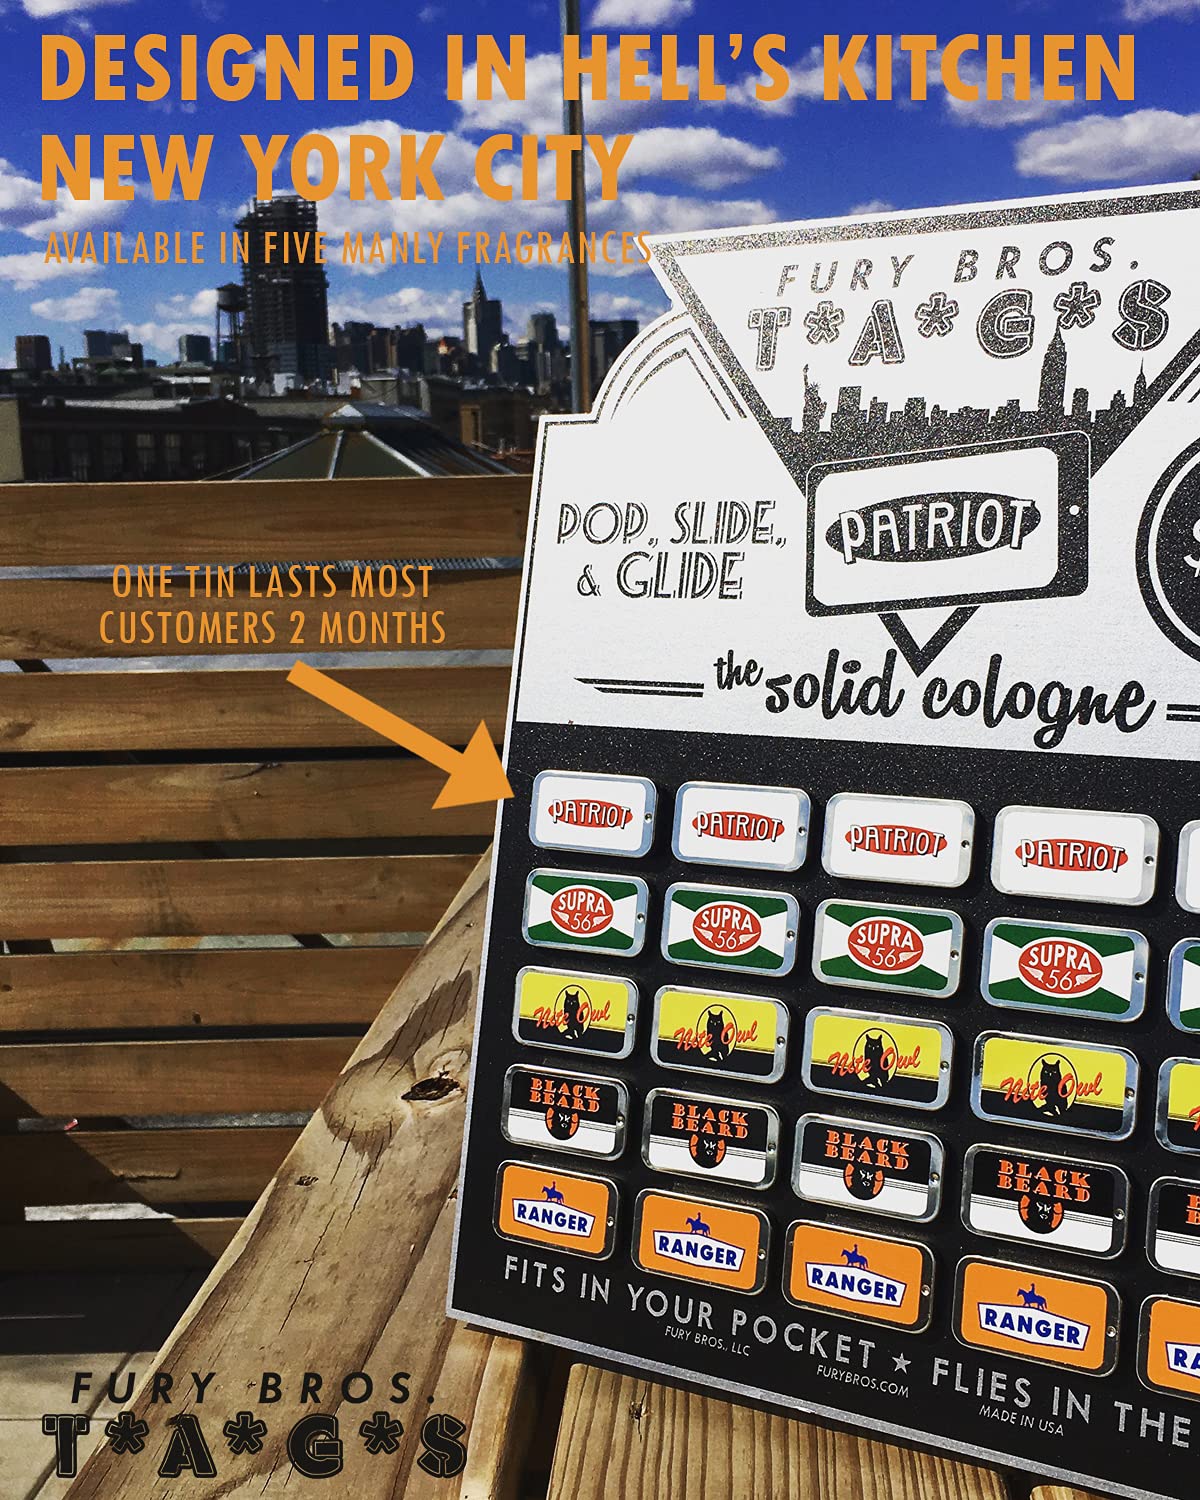 DESIGNED IN HELL'S KITCHEN
NEW YORK CITY
AVAILABLE IN FIVE MANLY FRAGRANCES
FURY BROS.
T*A*G*S
PATRIOT
POP, SLIDE,
& GLIDE
the solid cologne
ONE TIN LASTS MOST
CUSTOMERS 2 MONTHS
PATRIOT PATRIOT PATRIOT PATRIOT
SUPRA 56 SUPRA 56 SUPRA 56 SUPRA 56
Nite Owl Nite Owl Nite Owl Nite Owl
BLACK BEARD BLACK BEARD BLACK BEARD BLACK BEARD
RANGER RANGER RANGER RANGER RA
FITS IN YOUR POCKET ★ FLIES IN THE
FURY BROS., LLC
FURYBROS.COM
MADE IN USA
FURY BROS.
T*A*G*S